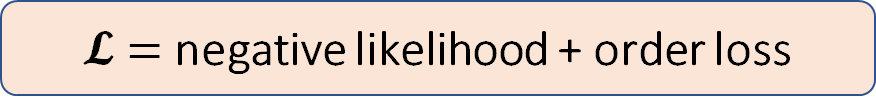 𝓛 = negative likelihood + order loss